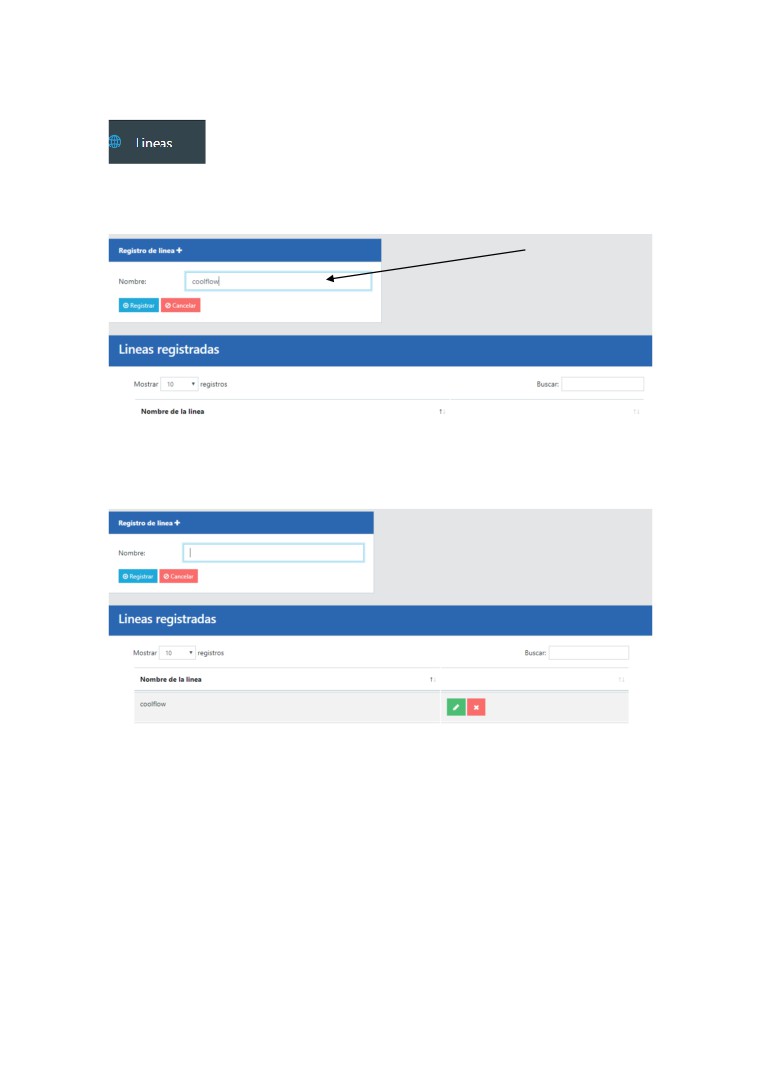 Lineas
Registro de linea
Nombre: coolflow
Registrar Cancelar
Lineas registradas
Mostrar 10 registros Buscar:
Nombre de la linea
Registro de linea
Nombre:
Registrar Cancelar
Lineas registradas
Mostrar 10 registros Buscar:
Nombre de la linea
coolflow